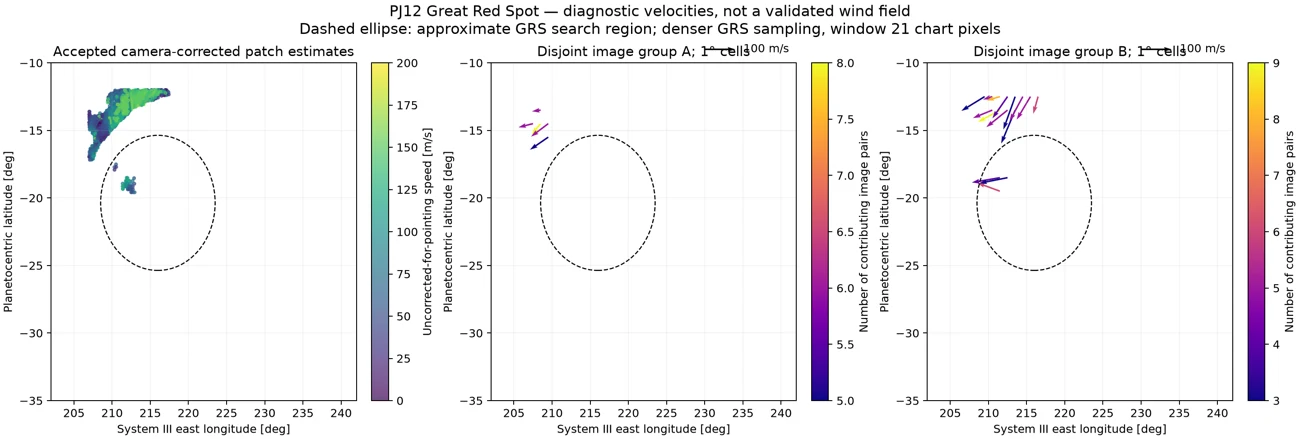 PJ12 Great Red Spot — diagnostic velocities, not a validated wind field
Dashed ellipse: approximate GRS search region; denser GRS sampling, window 21 chart pixels
Accepted camera-corrected patch estimates
−10
−15
−20
−25
−30
−35
205 210 215 220 225 230 235 240
Planetocentric latitude [deg]
System III east longitude [deg]
200
175
150
125
100
75
50
25
0
Uncorrected-for-pointing speed [m/s]
Disjoint image group A; 1° cells
100 m/s
−10
−15
−20
−25
−30
−35
205 210 215 220 225 230 235 240
Planetocentric latitude [deg]
System III east longitude [deg]
8.0
7.5
7.0
6.5
6.0
5.5
5.0
Number of contributing image pairs
Disjoint image group B; 1° cells
100 m/s
−10
−15
−20
−25
−30
−35
205 210 215 220 225 230 235 240
Planetocentric latitude [deg]
System III east longitude [deg]
9
8
7
6
5
4
3
Number of contributing image pairs